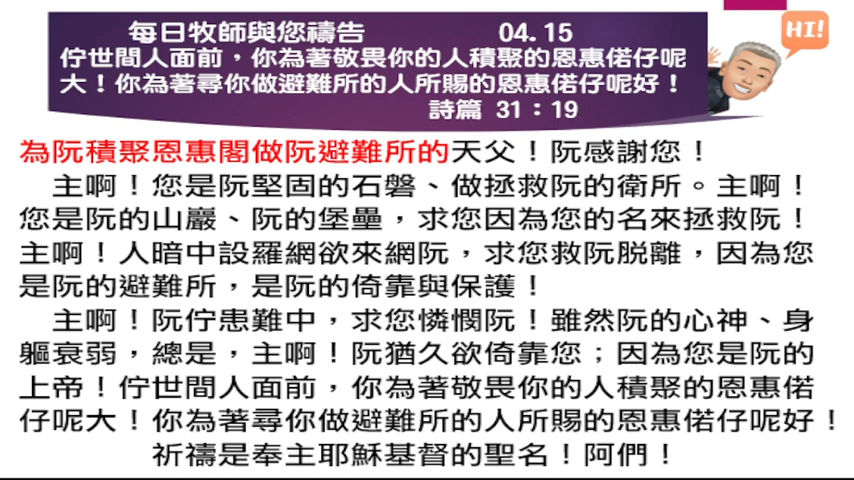 每日牧師與您禱告 04.15
佇世間人面前，你為著敬畏你的人積聚的恩惠偌仔呢
大！你為著尋你做避難所的人所賜的恩惠偌仔呢好！
詩篇 31：19
HI!
為阮積聚恩惠閣做阮避難所的天父！阮感謝您！
主啊！您是阮堅固的石磐、做拯救阮的衛所。主啊！
您是阮的山巖、阮的堡壘，求您因為您的名來拯救阮！
主啊！人暗中設羅網欲來網阮，求您救阮脫離，因為您
是阮的避難所，是阮的倚靠與保護！
主啊！阮佇患難中，求您憐憫阮！雖然阮的心神、身
軀衰弱，總是，主啊！阮猶久欲倚靠您；因為您是阮的
上帝！佇世間人面前，你為著敬畏你的人積聚的恩惠偌
仔呢大！你為著尋你做避難所的人所賜的恩惠偌仔呢好！
祈禱是奉主耶穌基督的聖名！阿們！